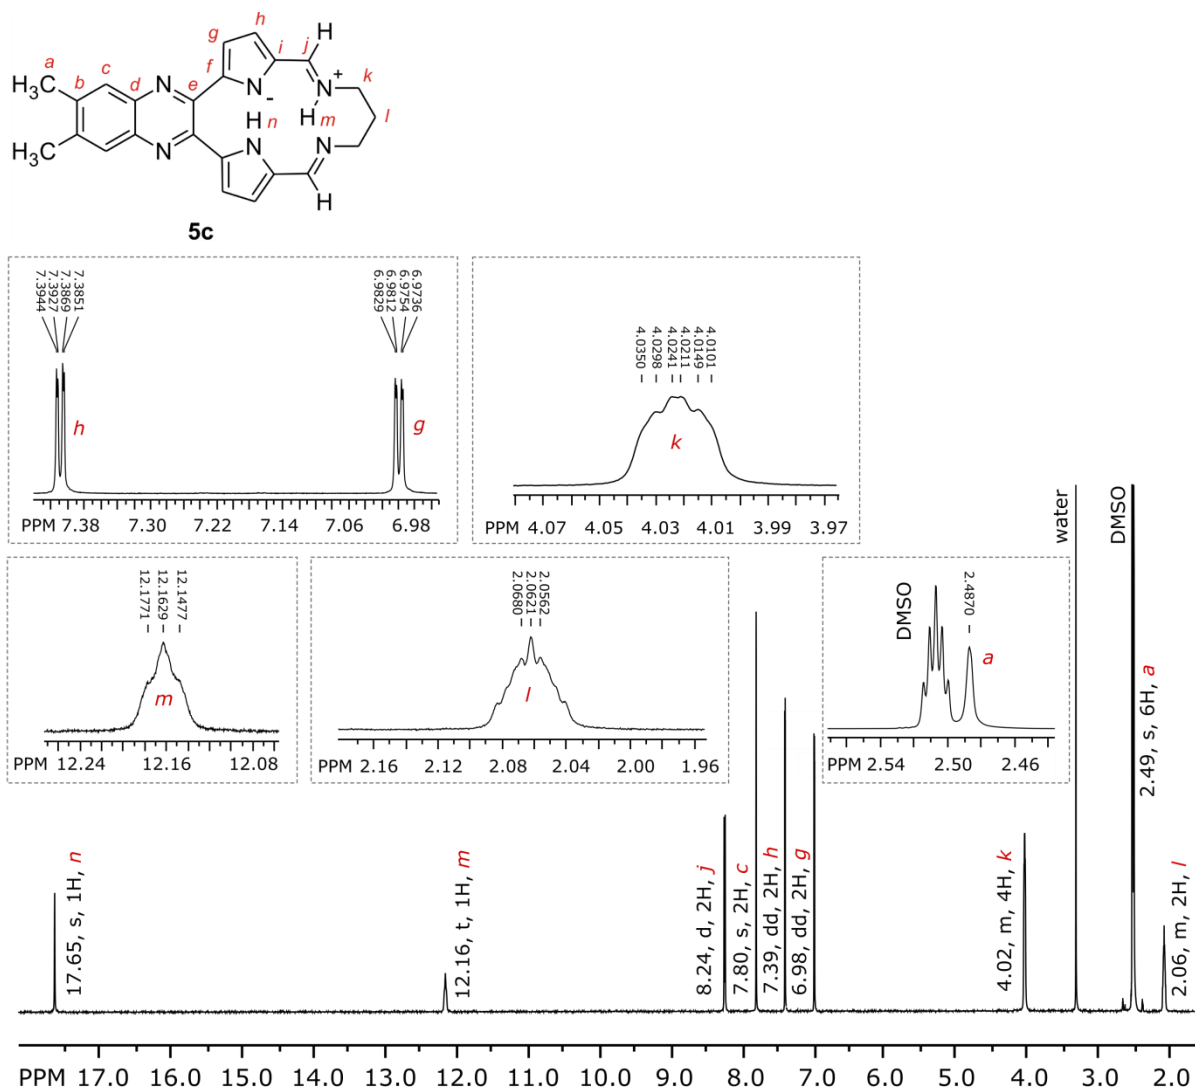 a
b
c
d
e
f
g
h
i
j
k
l
m
n
H₃C
H₃C
N
N
N
-
H
N
H
N
+
H
N
H
5c
7.3944
7.3927
7.3869
7.3851
6.9829
6.9812
6.9754
6.9736
h
g
PPM 7.38 7.30 7.22 7.14 7.06 6.98
4.0350
4.0298
4.0241
4.0211
4.0149
4.0101
k
PPM 4.07 4.05 4.03 4.01 3.99 3.97
12.1771
12.1629
12.1477
m
PPM 12.24 12.16 12.08
2.0680
2.0621
2.0562
l
PPM 2.16 2.12 2.08 2.04 2.00 1.96
DMSO
2.4870
a
PPM 2.54 2.50 2.46
water
DMSO
17.65, s, 1H, n
12.16, t, 1H, m
8.24, d, 2H, j
7.80, s, 2H, c
7.39, dd, 2H, h
6.98, dd, 2H, g
4.02, m, 4H, k
2.49, s, 6H, a
2.06, m, 2H, l
PPM 17.0 16.0 15.0 14.0 13.0 12.0 11.0 10.0 9.0 8.0 7.0 6.0 5.0 4.0 3.0 2.0